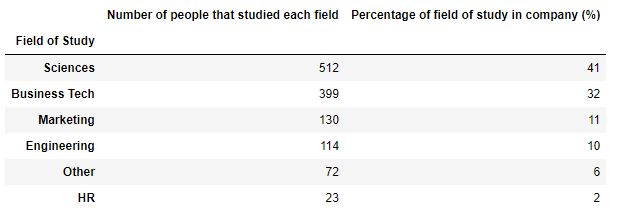 Number of people that studied each field Percentage of field of study in company (%)
Field of Study
Sciences 512 41
Business Tech 399 32
Marketing 130 11
Engineering 114 10
Other 72 6
HR 23 2